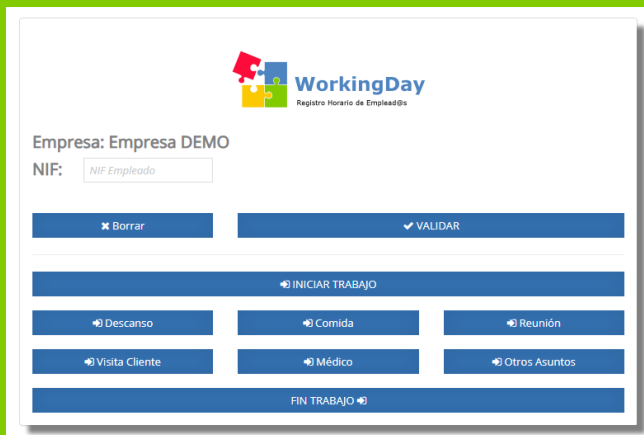 WorkingDay
Registro Horario de Emplead@s
Empresa: Empresa DEMO
NIF: NIF Empleado
Borrar VALIDAR
INICIAR TRABAJO
Descanso Comida Reunión
Visita Cliente Médico Otros Asuntos
FIN TRABAJO